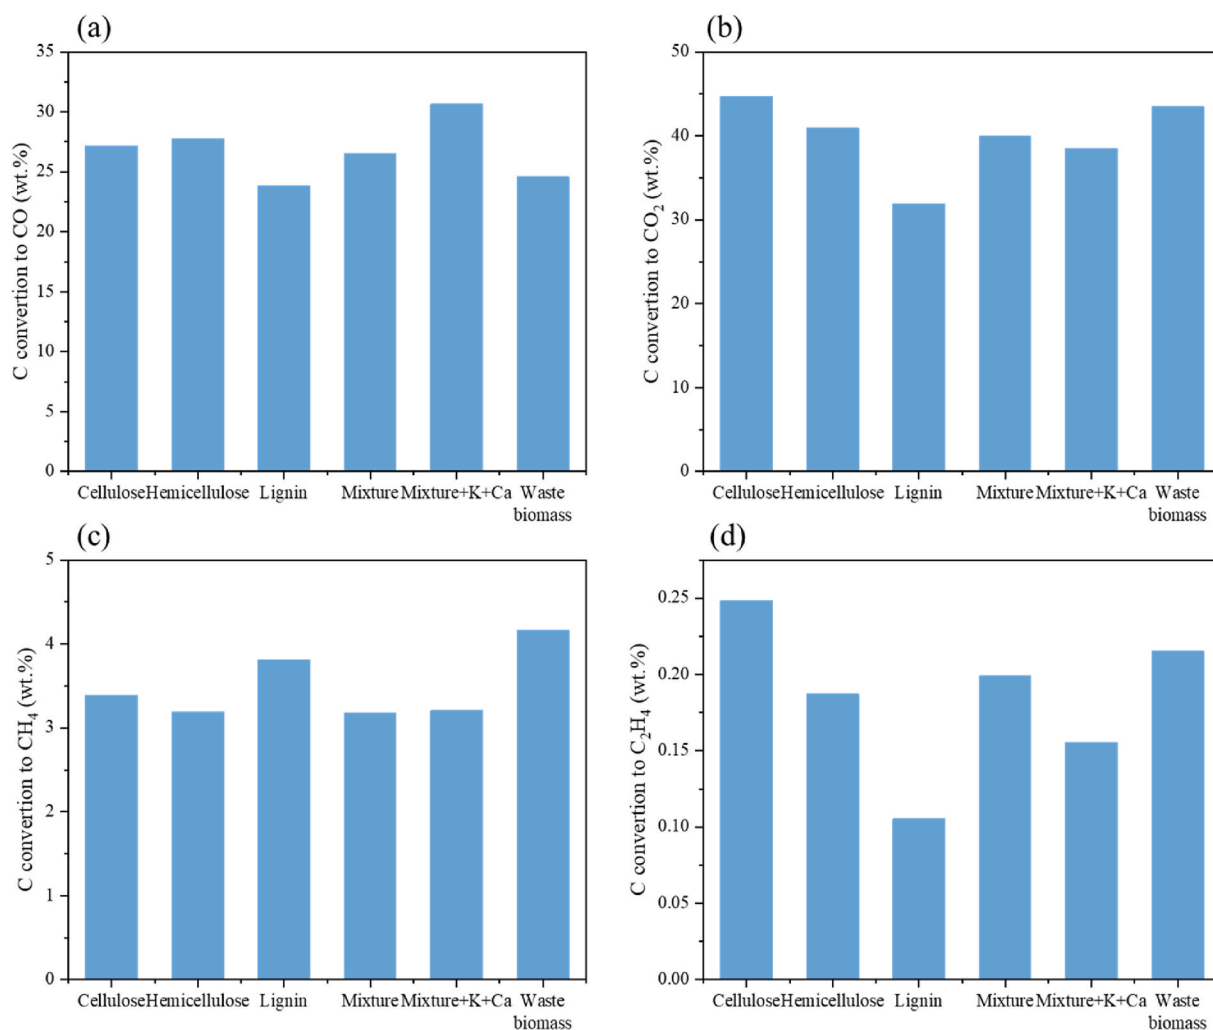 (a)
35
30
25
20
15
10
5
0
C convertion to CO (wt.%)
Cellulose Hemicellulose Lignin Mixture Mixture+K+Ca Waste
biomass
(b)
50
40
30
20
10
0
C convertion to CO₂ (wt.%)
Cellulose Hemicellulose Lignin Mixture Mixture+K+Ca Waste
biomass
(c)
5
4
3
2
1
0
C convertion to CH₄ (wt.%)
Cellulose Hemicellulose Lignin Mixture Mixture+K+Ca Waste
biomass
(d)
0.25
0.20
0.15
0.10
0.05
0.00
C convertion to C₂H₄ (wt.%)
Cellulose Hemicellulose Lignin Mixture Mixture+K+Ca Waste
biomass